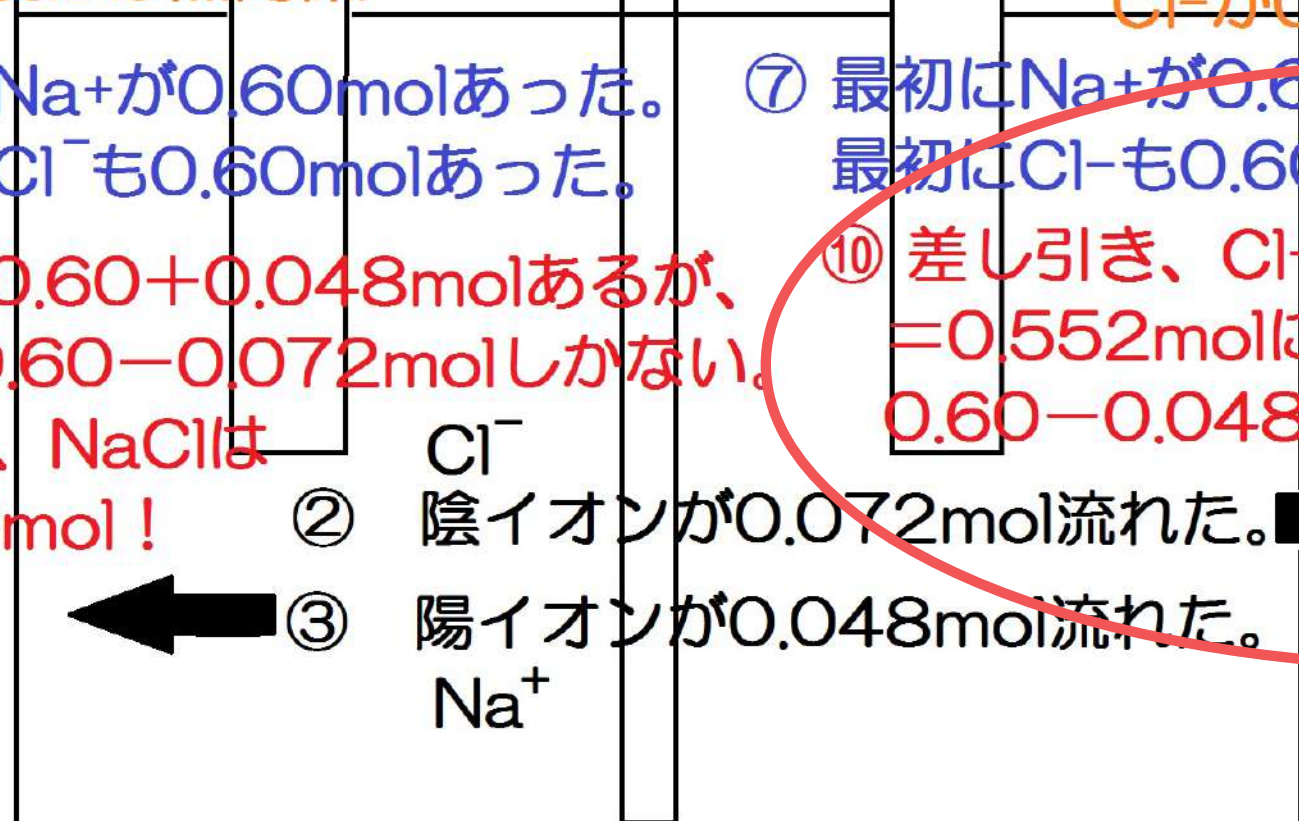 Na+が0.60molあった。
Cl⁻も0.60molあった。
0.60+0.048molあるが、
0.60−0.072molしかない。
、NaClは
mol！
Cl⁻
② 陰イオンが0.072mol流れた。
③ 陽イオンが0.048mol流れた。
Na⁺
Cl-が
⑦ 最初にNa+が0.6
最初にCl-も0.60
⑩ 差し引き、Cl-
=0.552molに
0.60−0.048